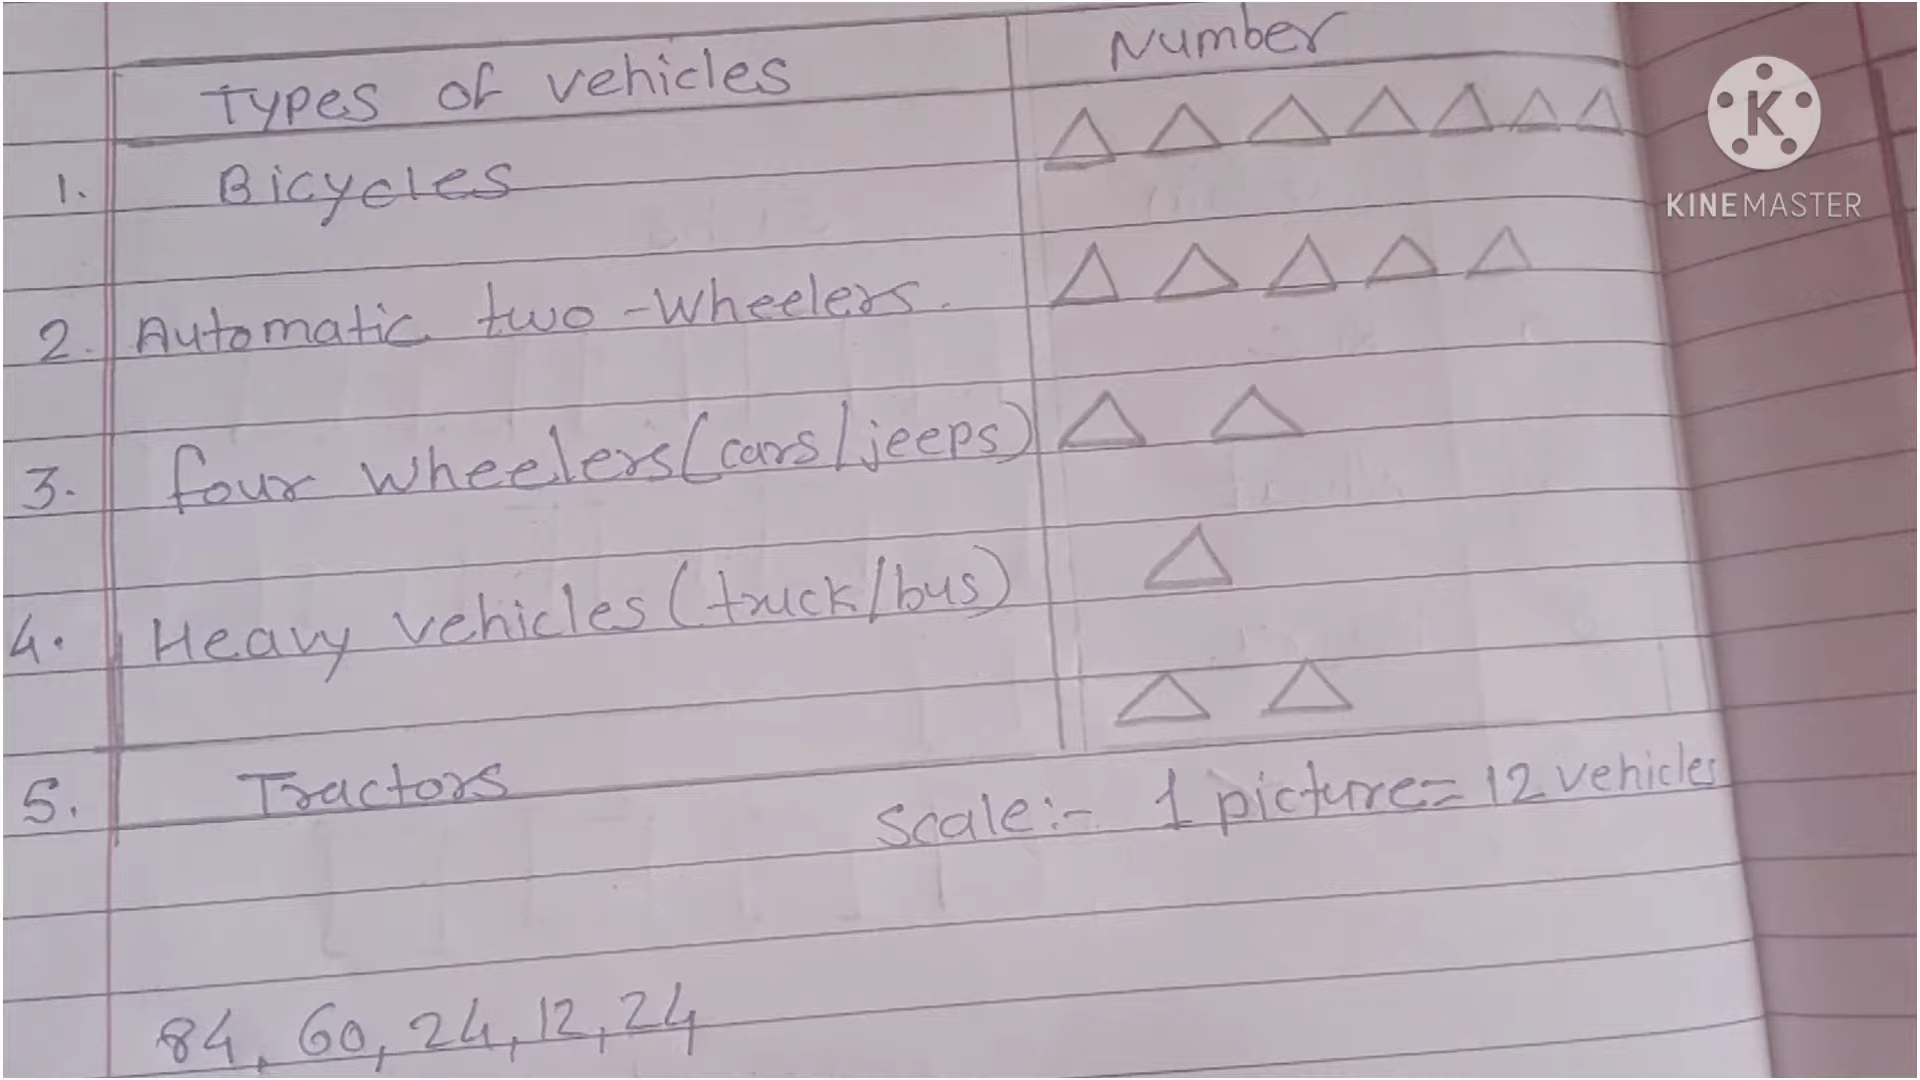 Types of vehicles Number
1. Bicycles
2. Automatic two-wheelers.
3. four wheelers(cars/jeeps)
4. Heavy vehicles(truck/bus)
5. Tractors
scale:- 1 picture= 12 vehicles
84, 60, 24, 12, 24
K
KINEMASTER